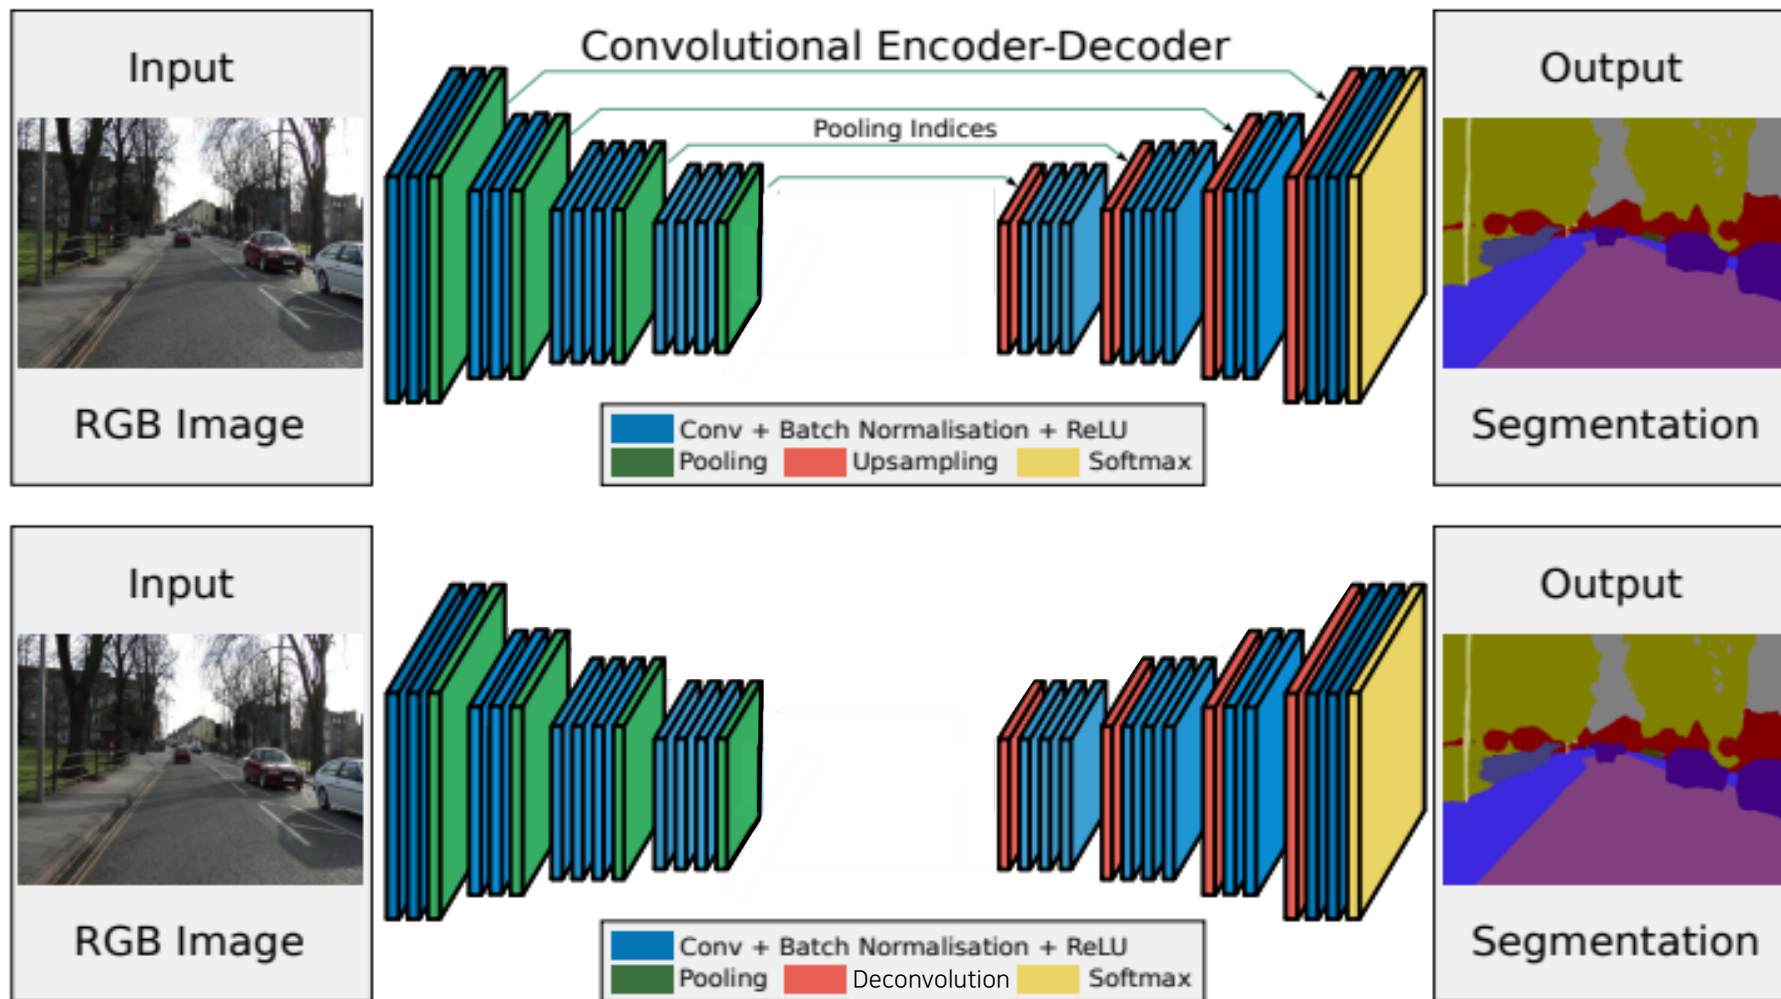 Convolutional Encoder-Decoder
Input
Output
Pooling Indices
RGB Image
Segmentation
Conv + Batch Normalisation + ReLU
Pooling
Upsampling
Softmax
Input
Output
RGB Image
Segmentation
Conv + Batch Normalisation + ReLU
Pooling
Deconvolution
Softmax